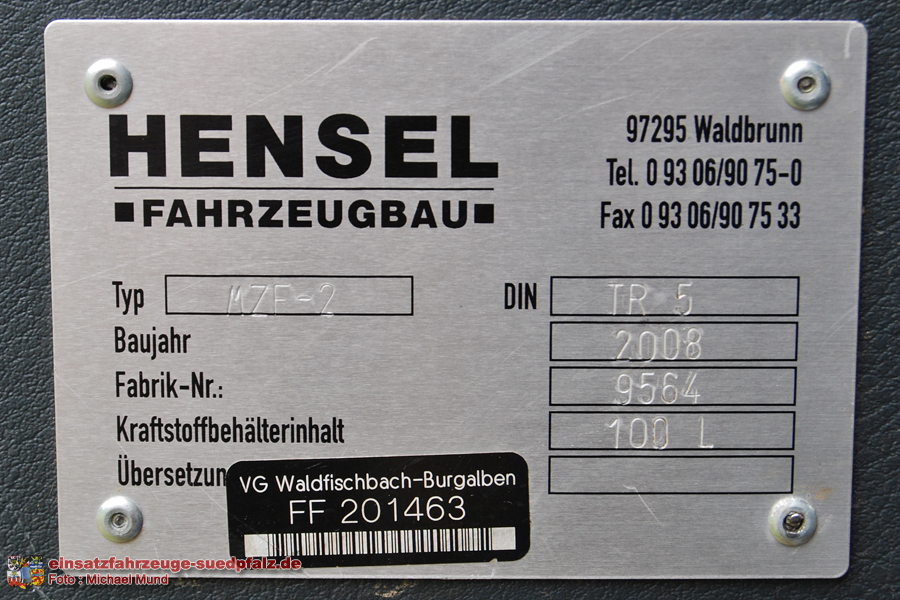 HENSEL
FAHRZEUGBAU
97295 Waldbrunn
Tel. 0 93 06/90 75-0
Fax 0 93 06/90 75 33
Typ MZF-2 DIN TR 5
Baujahr 2008
Fabrik-Nr.: 9564
Kraftstoffbehälterinhalt 100 L
Übersetzun
VG Waldfischbach-Burgalben
FF 201463
einsatzfahrzeuge-suedpfalz.de
Foto : Michael Mund